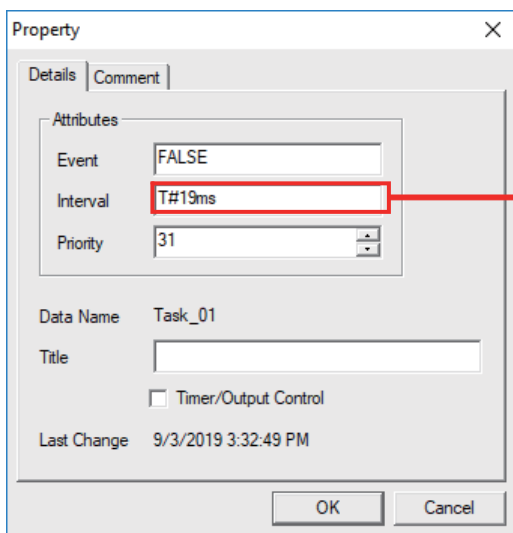 Property
Details Comment
Attributes
Event FALSE
Interval T#19ms
Priority 31
Data Name Task_01
Title
Timer/Output Control
Last Change 9/3/2019 3:32:49 PM
OK Cancel